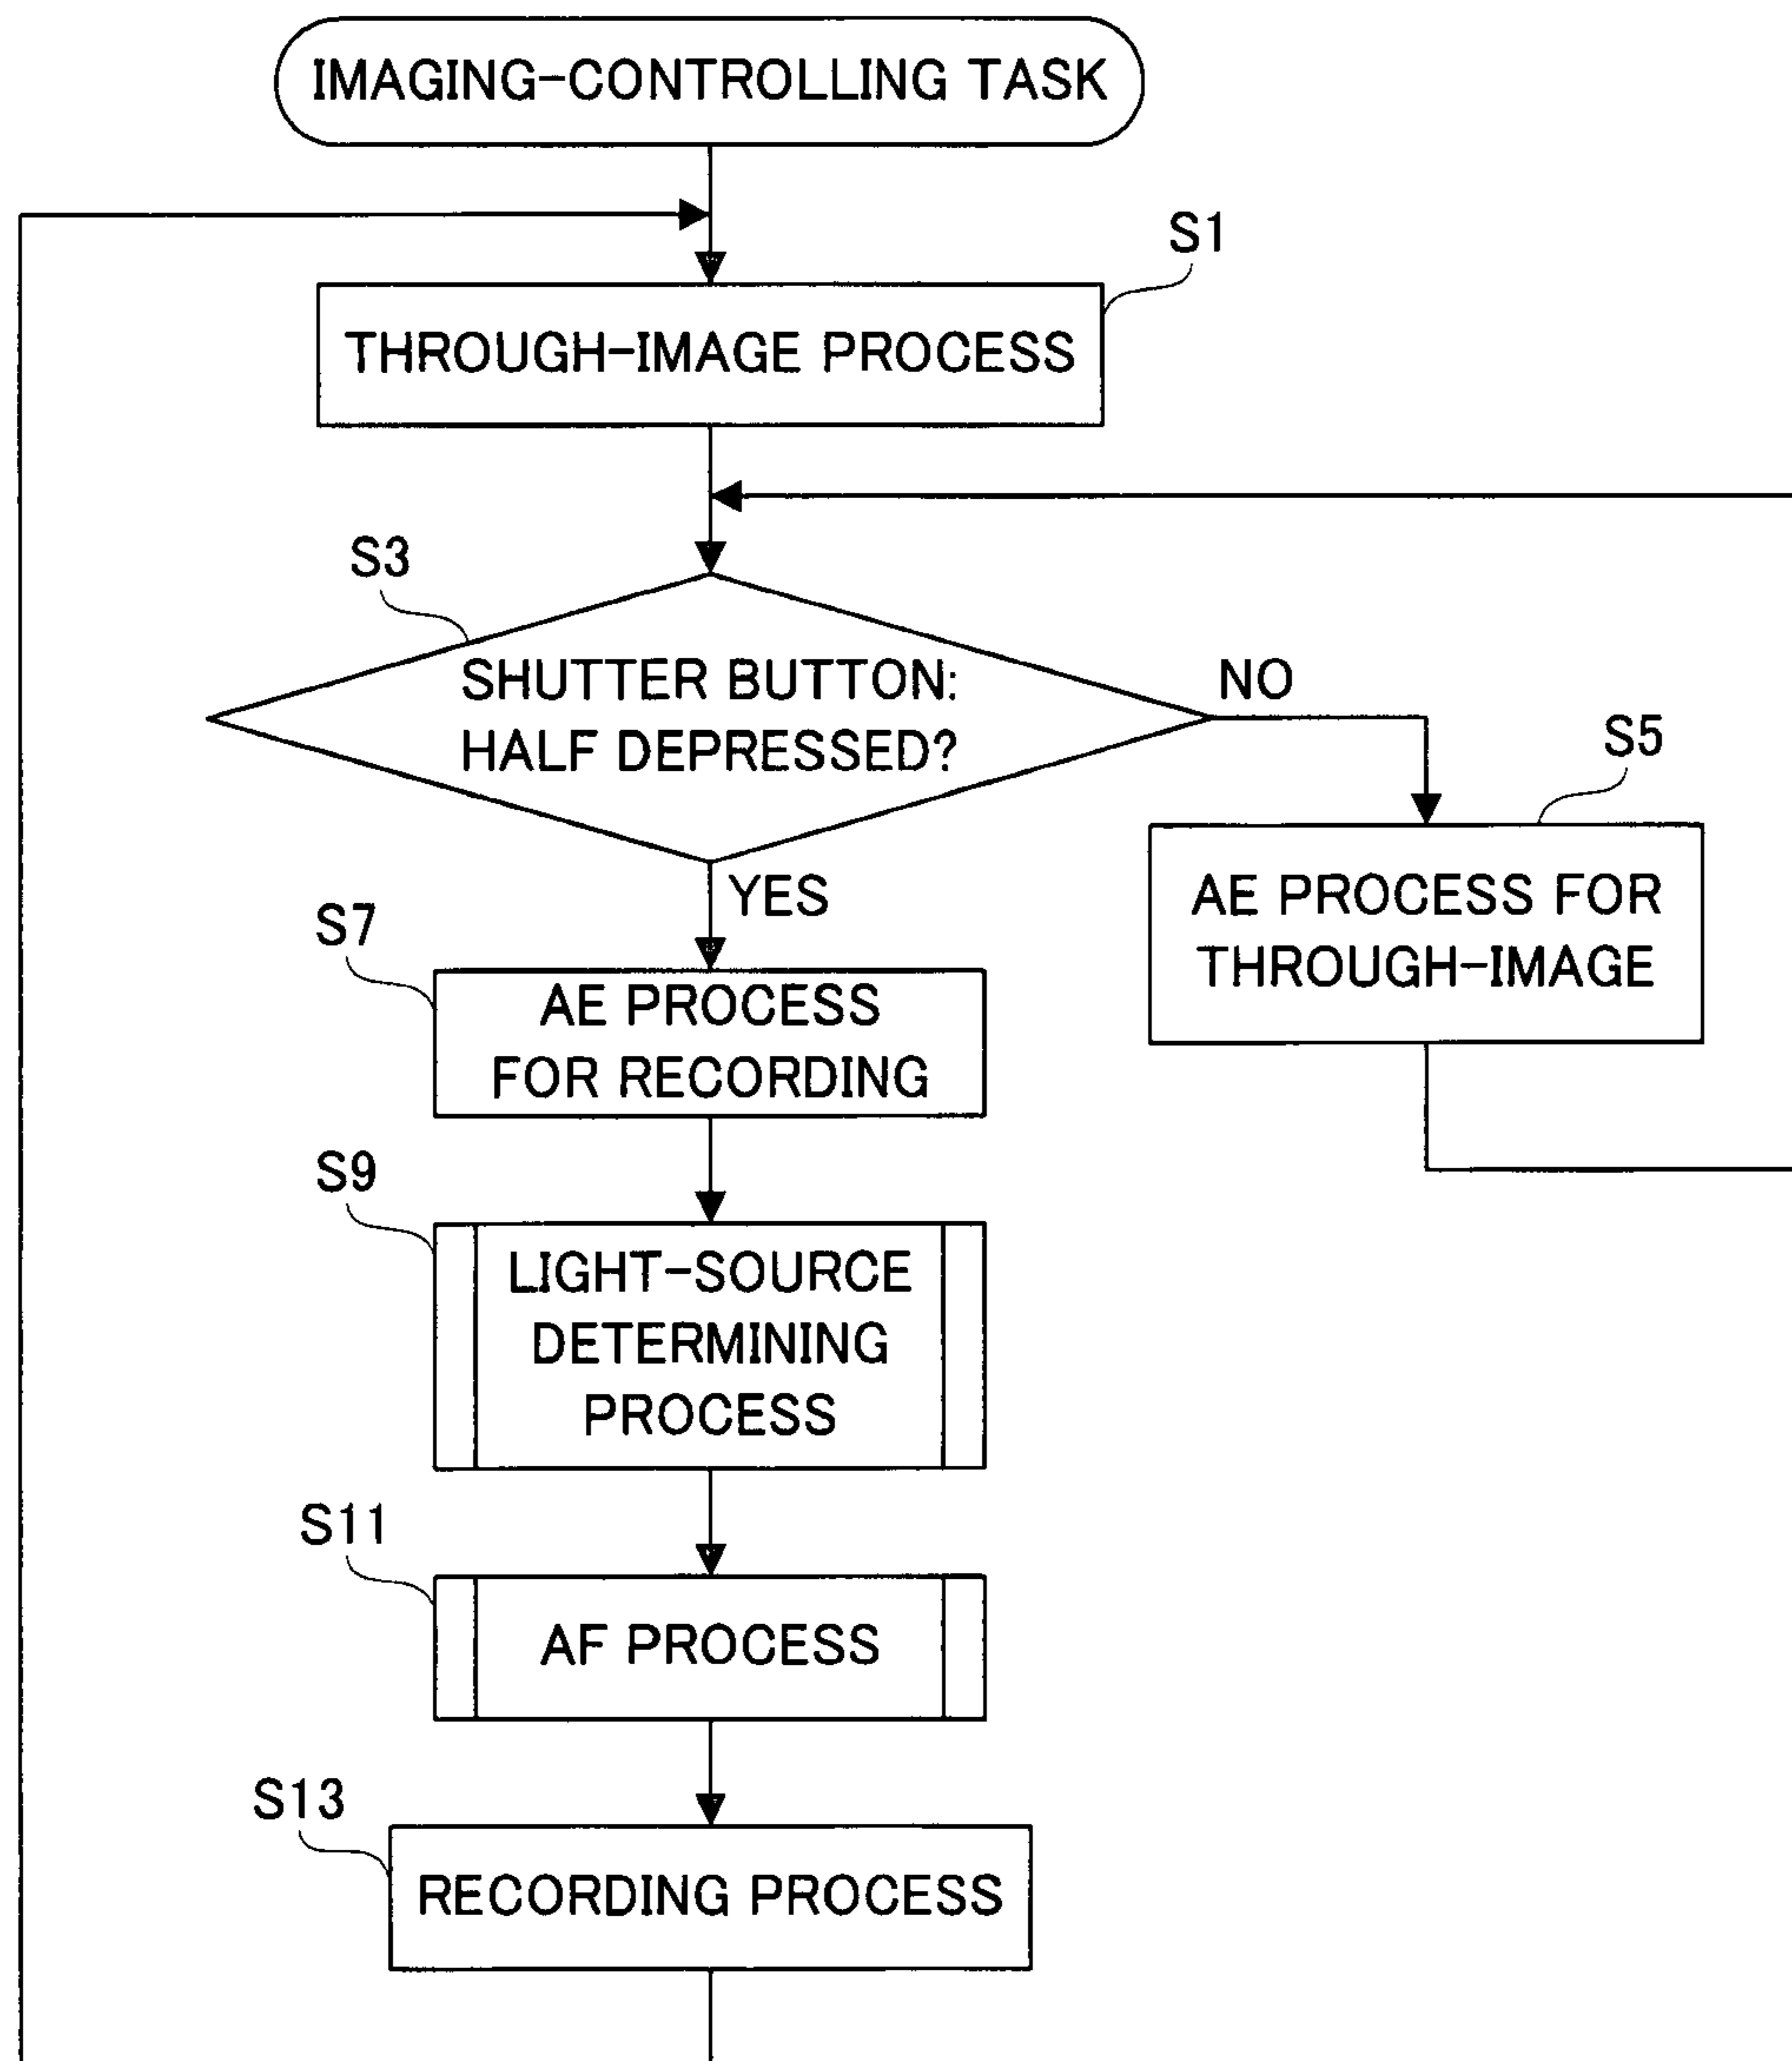 IMAGING-CONTROLLING TASK
S1
THROUGH-IMAGE PROCESS
S3
SHUTTER BUTTON:
HALF DEPRESSED?
NO
S5
AE PROCESS FOR
THROUGH-IMAGE
YES
S7
AE PROCESS
FOR RECORDING
S9
LIGHT-SOURCE
DETERMINING
PROCESS
S11
AF PROCESS
S13
RECORDING PROCESS